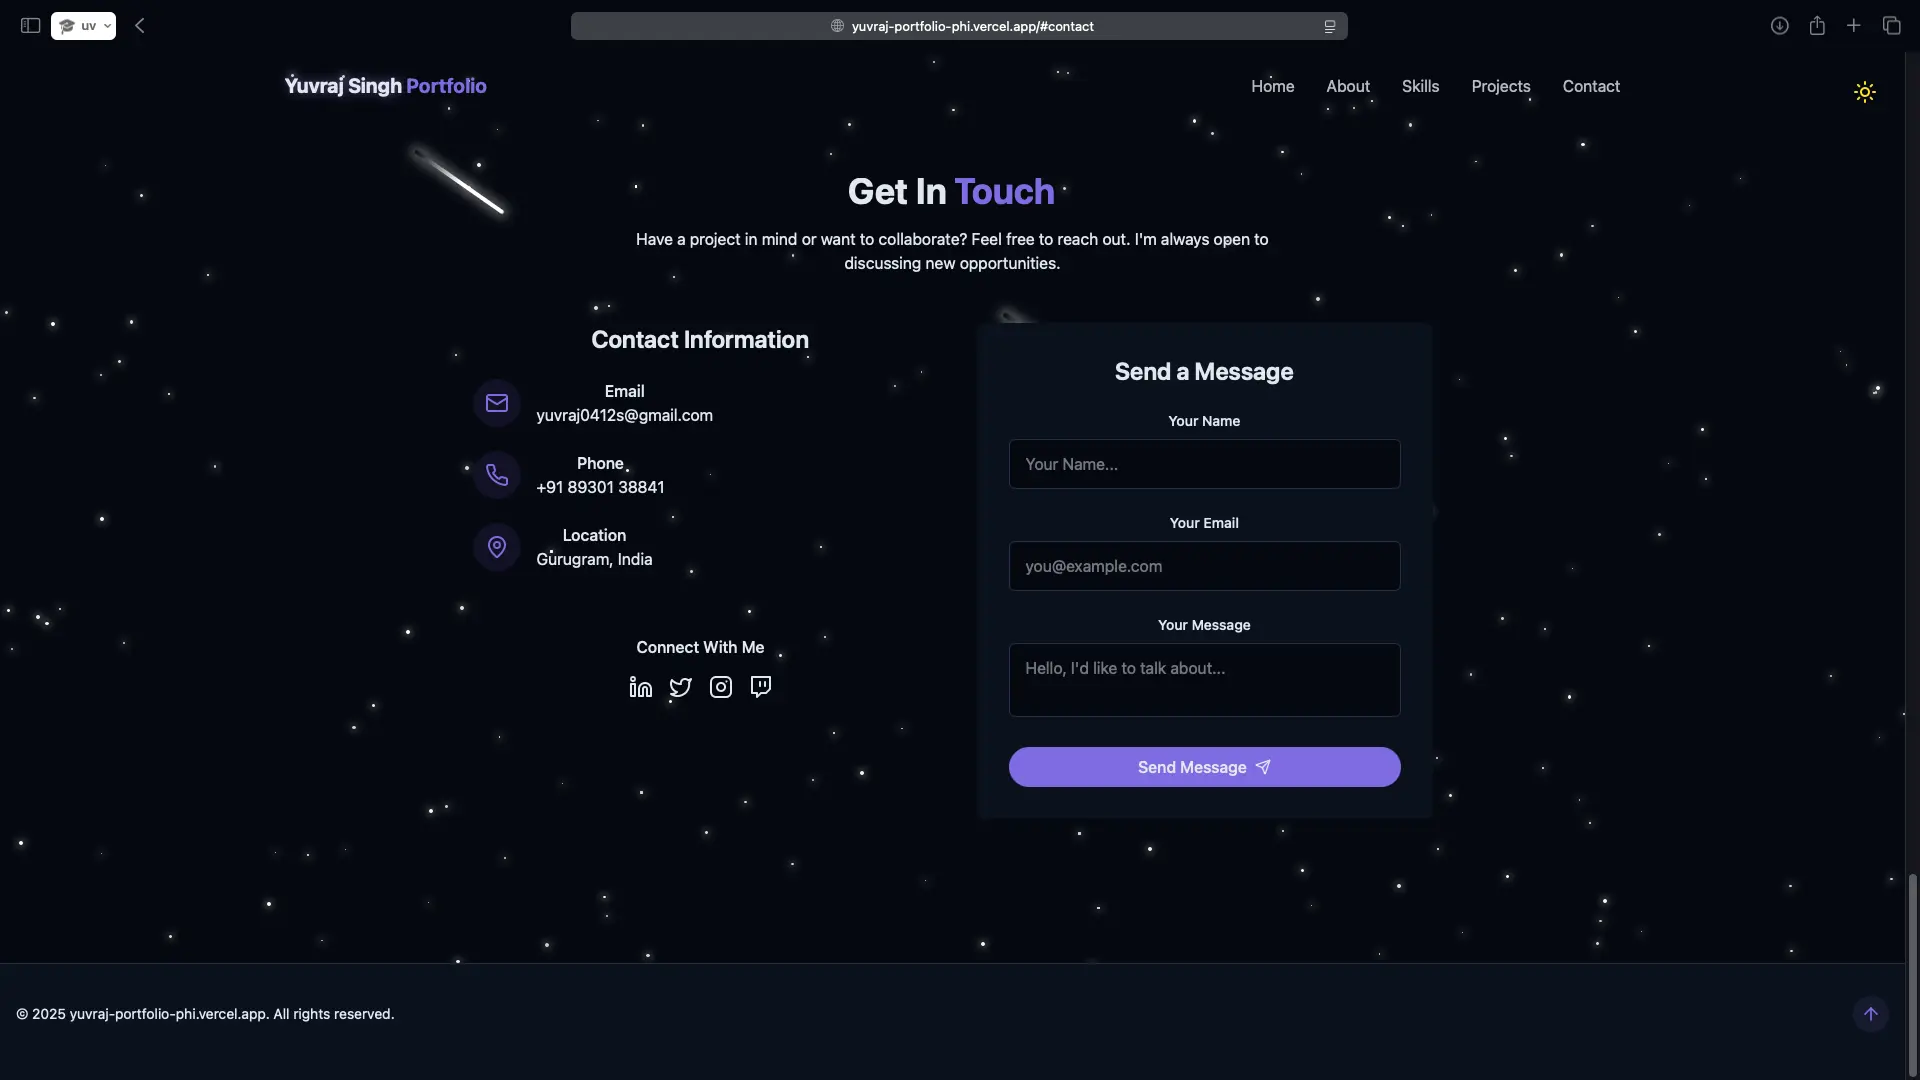 uv
yuvraj-portfolio-phi.vercel.app/#contact
Yuvraj Singh Portfolio
Home
About
Skills
Projects
Contact
Get In Touch
Have a project in mind or want to collaborate? Feel free to reach out. I'm always open to
discussing new opportunities.
Contact Information
Email
yuvraj0412s@gmail.com
Phone
+91 89301 38841
Location
Gurugram, India
Connect With Me
Send a Message
Your Name
Your Name...
Your Email
you@example.com
Your Message
Hello, I'd like to talk about...
Send Message
© 2025 yuvraj-portfolio-phi.vercel.app. All rights reserved.